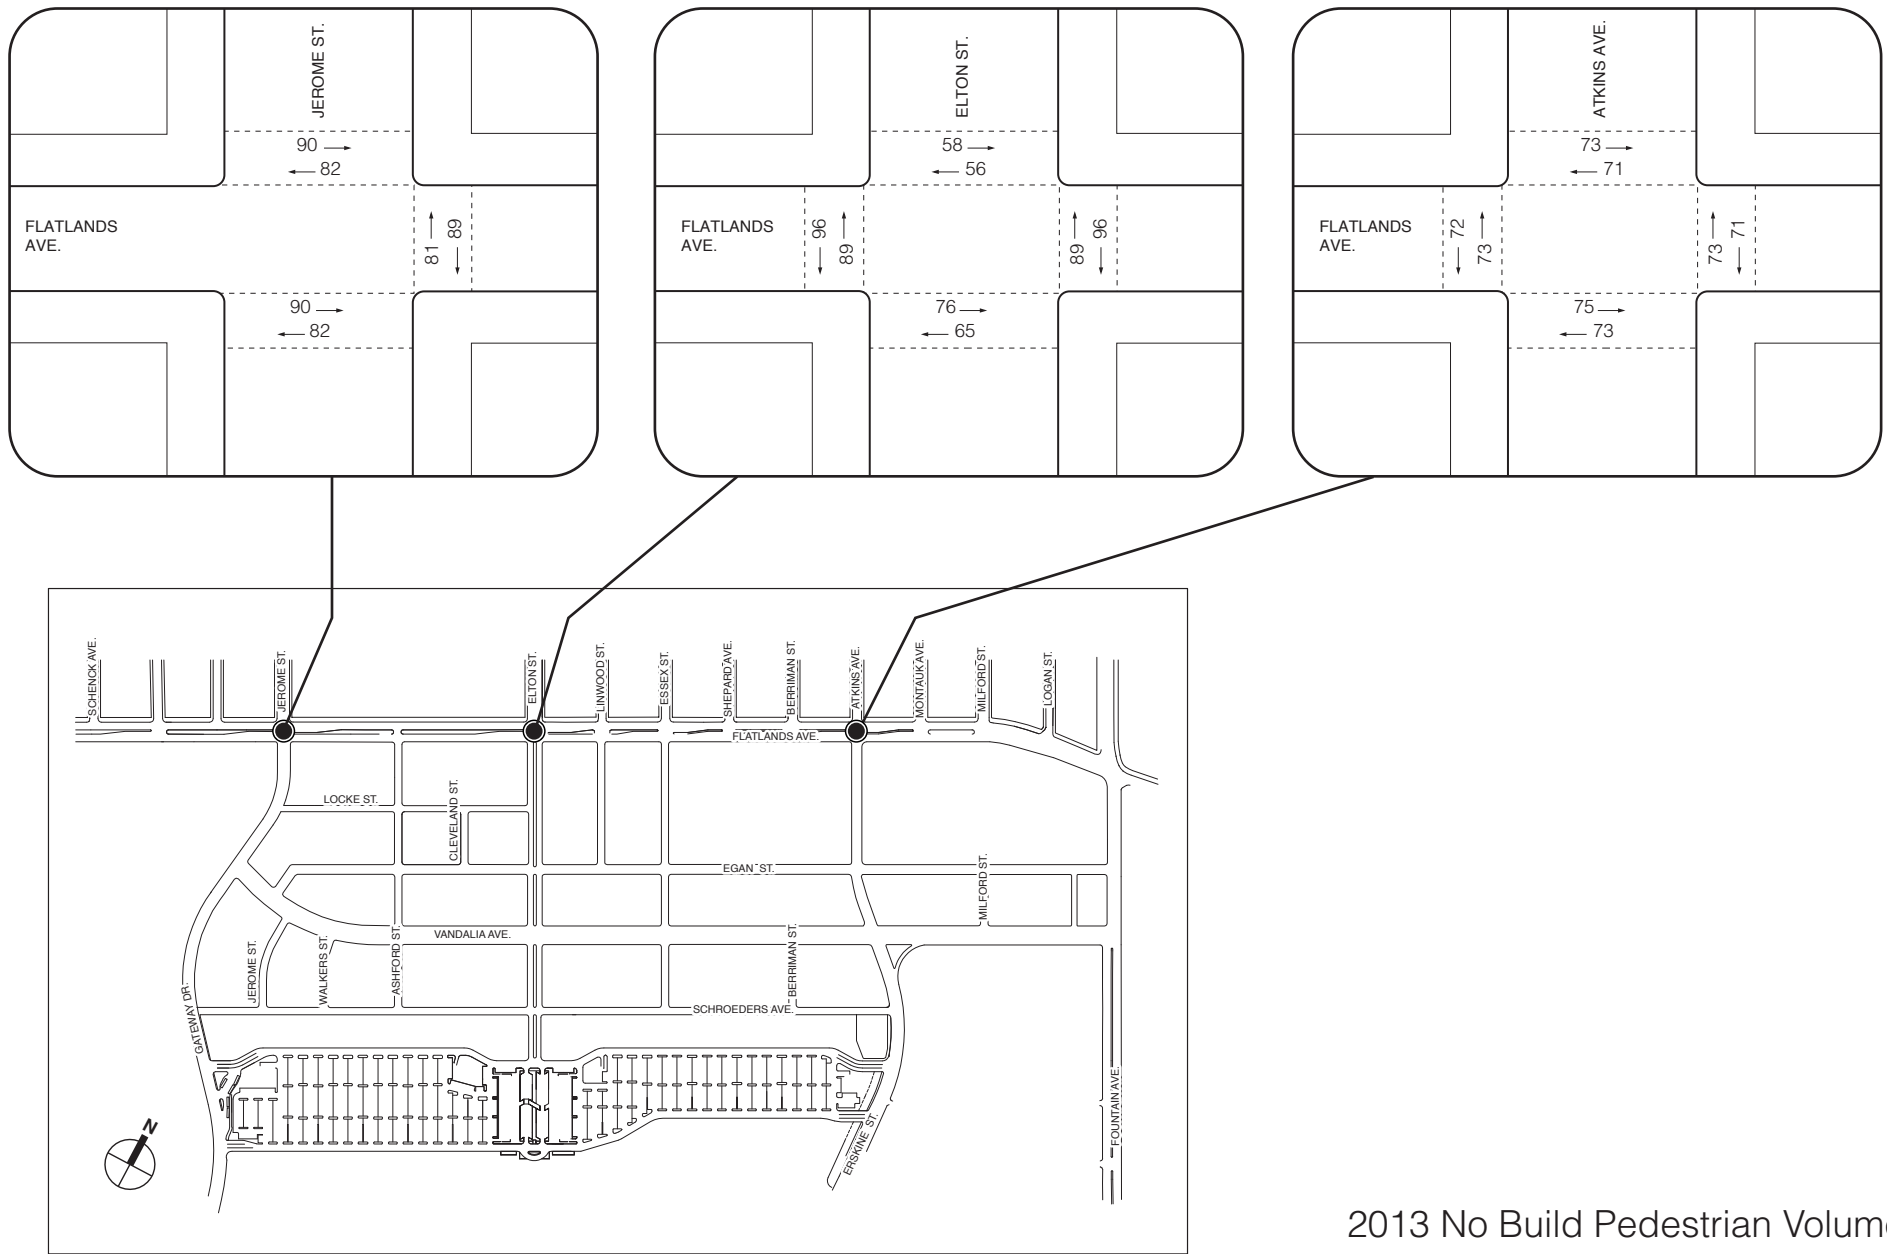 JEROME ST.
90
82
FLATLANDS
AVE.
81
89
90
82
ELTON ST.
58
56
FLATLANDS
AVE.
96
89
89
96
76
65
ATKINS AVE.
73
71
FLATLANDS
AVE.
72
73
73
71
75
73
SCHENCK AVE.
JEROME ST.
ELTON ST.
LINWOOD ST.
ESSEX ST.
SHEPARD AVE.
BERRIMAN ST.
ATKINS AVE.
MONTAUK AVE.
MILFORD ST.
LOGAN ST.
FLATLANDS AVE.
LOCKE ST.
CLEVELAND ST.
EGAN ST.
MILFORD ST.
VANDALIA AVE.
JEROME ST.
WALKERS ST.
ASHFORD ST.
BERRIMAN ST.
GATEWAY DR.
SCHROEDERS AVE.
FOUNTAIN AVE.
ERSKINE ST.
N
2013 No Build Pedestrian Volume